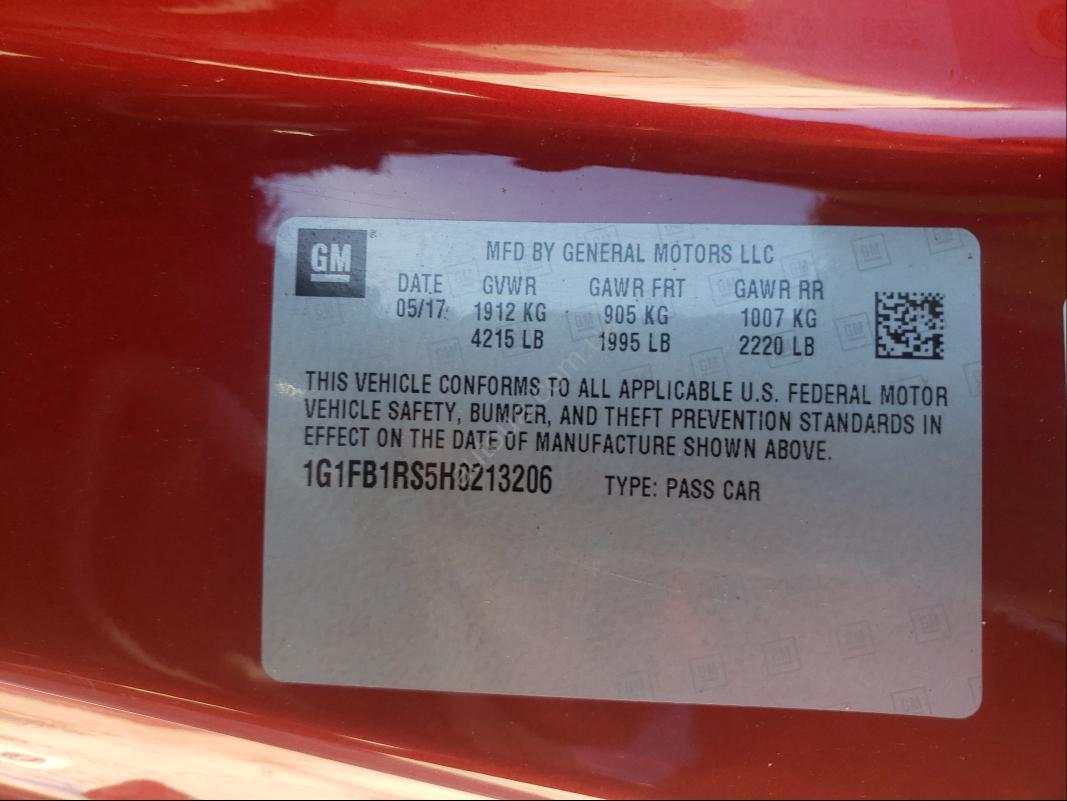 GM
MFD BY GENERAL MOTORS LLC
DATE GVWR GAWR FRT GAWR RR
05/17 1912 KG 905 KG 1007 KG
4215 LB 1995 LB 2220 LB
THIS VEHICLE CONFORMS TO ALL APPLICABLE U.S. FEDERAL MOTOR
VEHICLE SAFETY, BUMPER, AND THEFT PREVENTION STANDARDS IN
EFFECT ON THE DATE OF MANUFACTURE SHOWN ABOVE.
1G1FB1RS5H0213206 TYPE: PASS CAR